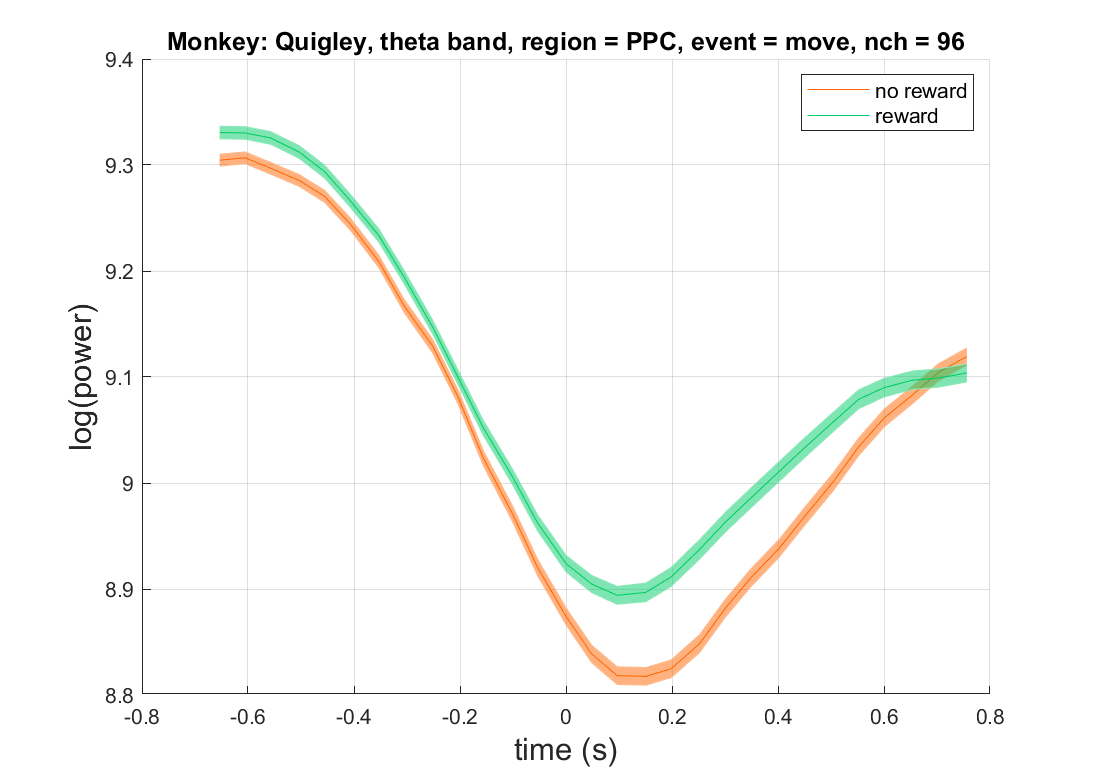 Monkey: Quigley, theta band, region = PPC, event = move, nch = 96
9.4
no reward
reward
9.3
9.2
9.1
9
8.9
8.8
log(power)
-0.8 -0.6 -0.4 -0.2 0 0.2 0.4 0.6 0.8
time (s)